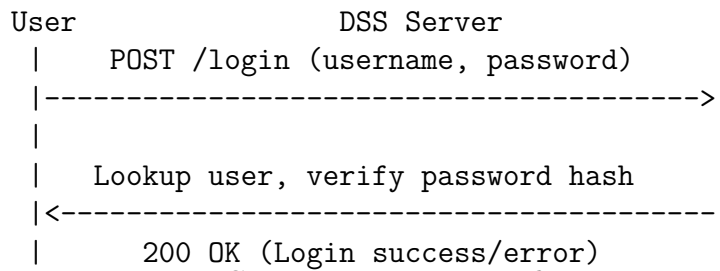 User                DSS Server
 |    POST /login (username, password)
 |----------------------------------------->
 |
 |   Lookup user, verify password hash
 |<----------------------------------------
 |      200 OK (Login success/error)